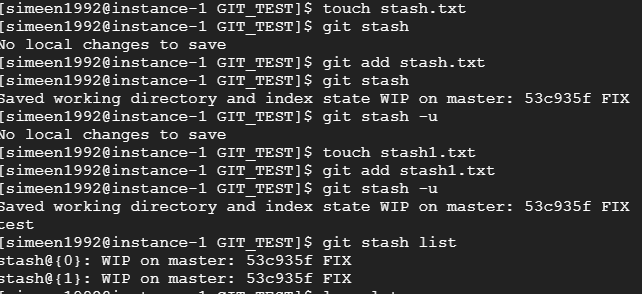 [simeen1992@instance-1 GIT_TEST]$ touch stash.txt
[simeen1992@instance-1 GIT_TEST]$ git stash
No local changes to save
[simeen1992@instance-1 GIT_TEST]$ git add stash.txt
[simeen1992@instance-1 GIT_TEST]$ git stash
Saved working directory and index state WIP on master: 53c935f FIX
[simeen1992@instance-1 GIT_TEST]$ git stash -u
No local changes to save
[simeen1992@instance-1 GIT_TEST]$ touch stash1.txt
[simeen1992@instance-1 GIT_TEST]$ git add stash1.txt
[simeen1992@instance-1 GIT_TEST]$ git stash -u
Saved working directory and index state WIP on master: 53c935f FIX
test
[simeen1992@instance-1 GIT_TEST]$ git stash list
stash@{0}: WIP on master: 53c935f FIX
stash@{1}: WIP on master: 53c935f FIX